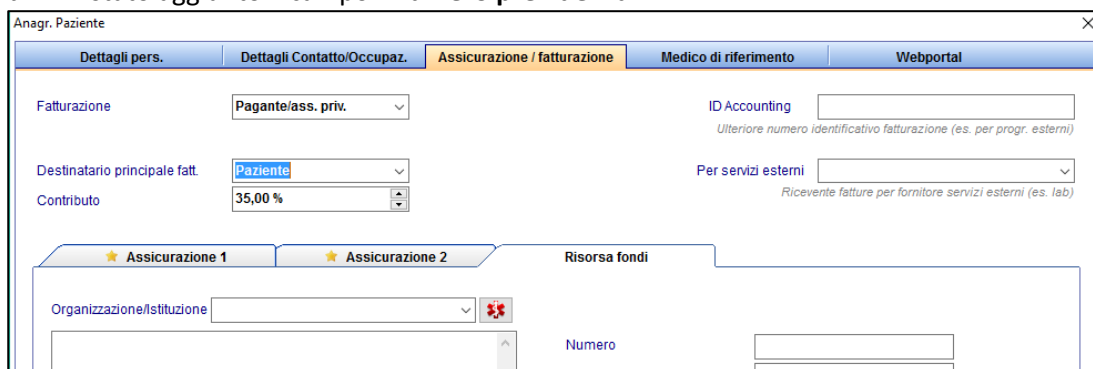 Anagr. Paziente
Dettagli pers. Dettagli Contatto/Occupaz. Assicurazione / fatturazione Medico di riferimento Webportal
Fatturazione Pagante/ass. priv. ID Accounting
Ulteriore numero identificativo fatturazione (es. per progr. esterni)
Destinatario principale fatt. Paziente Per servizi esterni
Contributo 35,00 % Ricevente fatture per fornitore servizi esterni (es. lab)
Assicurazione 1 Assicurazione 2 Risorsa fondi
Organizzazione/Istituzione
Numero